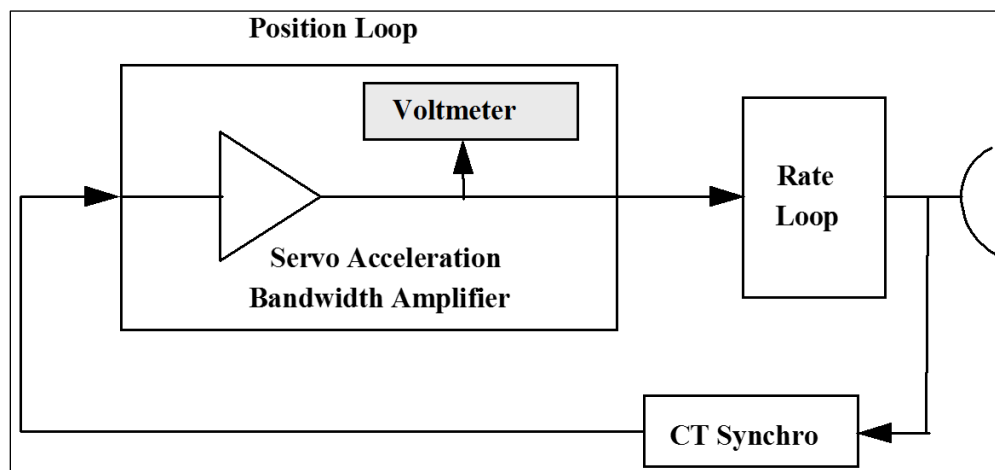 Position Loop
Voltmeter
Servo Acceleration
Bandwidth Amplifier
Rate
Loop
CT Synchro